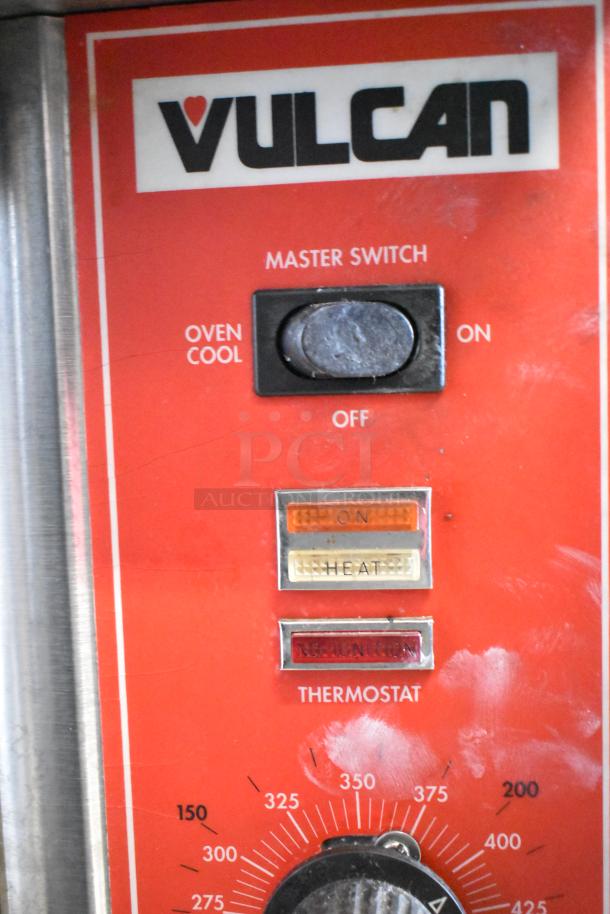 VULCAN
MASTER SWITCH
OVEN
COOL
ON
OFF
PCI
AUCTION GROUP
ON
HEAT
THERMOSTAT
350
325
375
200
150
300
400
275
425